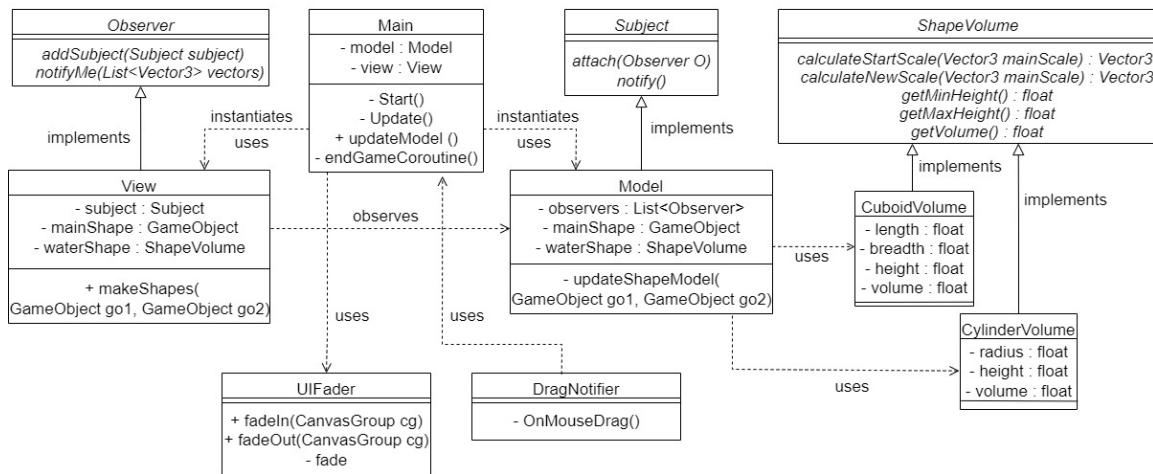 Observer
addSubject(Subject subject)
notifyMe(List<Vector3> vectors)
Main
- model : Model
- view : View
- Start()
- Update()
+ updateModel ()
- endGameCoroutine()
Subject
attach(Observer O)
notify()
ShapeVolume
calculateStartScale(Vector3 mainScale) : Vector3
calculateNewScale(Vector3 mainScale) : Vector3
getMinHeight() : float
getMaxHeight() : float
getVolume() : float
implements
instantiates
uses
instantiates
uses
implements
implements
implements
View
- subject : Subject
- mainShape : GameObject
- waterShape : ShapeVolume
+ makeShapes(
GameObject go1, GameObject go2)
observes
Model
- observers : List<Observer>
- mainShape : GameObject
- waterShape : ShapeVolume
- updateShapeModel(
GameObject go1, GameObject go2)
uses
CuboidVolume
- length : float
- breadth : float
- height : float
- volume : float
uses
uses
uses
CylinderVolume
- radius : float
- height : float
- volume : float
UIFader
+ fadeIn(CanvasGroup cg)
+ fadeOut(CanvasGroup cg)
- fade
DragNotifier
- OnMouseDrag()